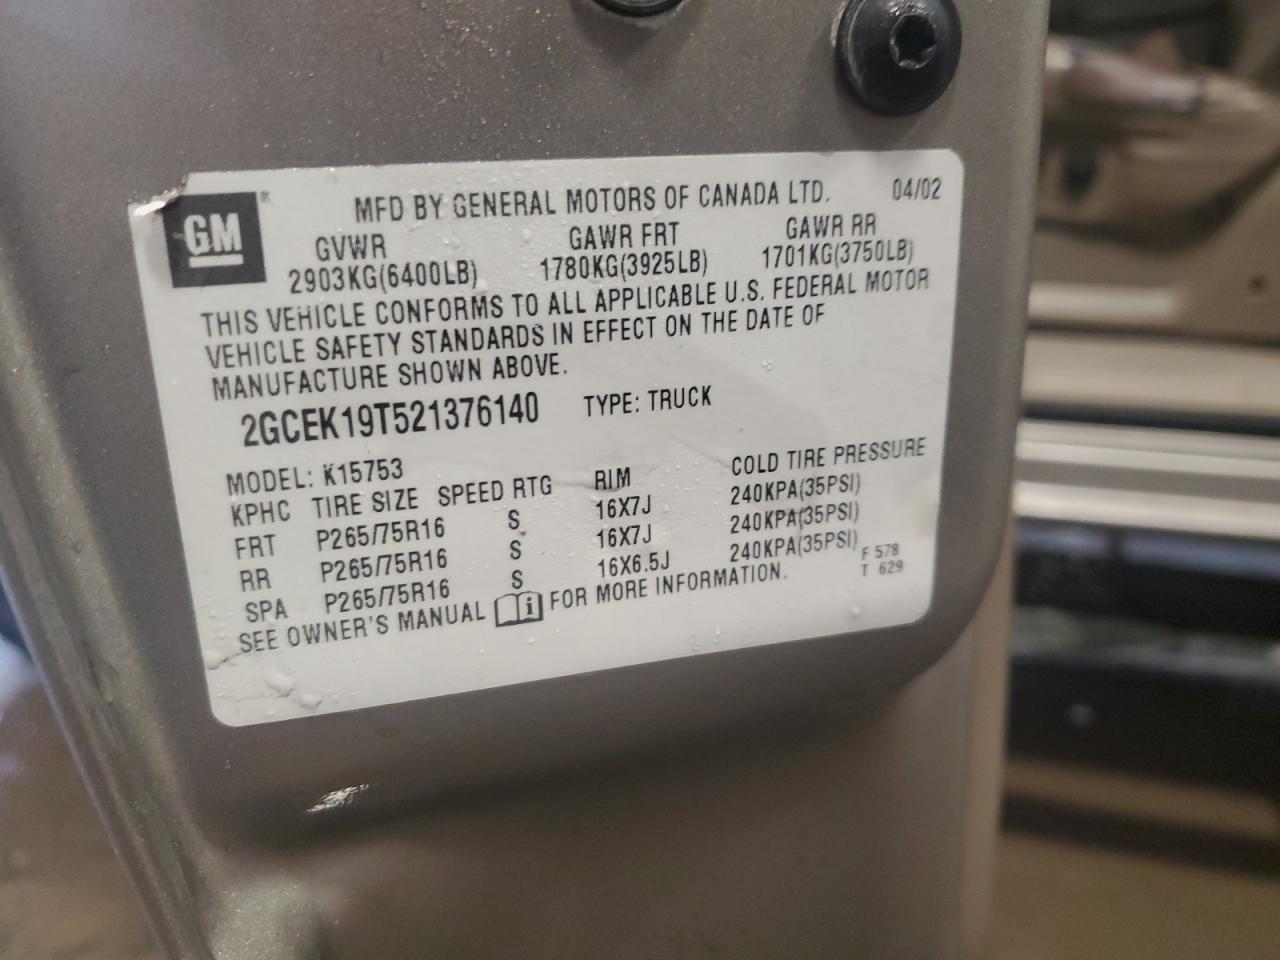 GM ® MFD BY GENERAL MOTORS OF CANADA LTD. 04/02
GVWR GAWR FRT GAWR RR
2903KG(6400LB) 1780KG(3925LB) 1701KG(3750LB)
THIS VEHICLE CONFORMS TO ALL APPLICABLE U.S. FEDERAL MOTOR
VEHICLE SAFETY STANDARDS IN EFFECT ON THE DATE OF
MANUFACTURE SHOWN ABOVE.
2GCEK19T521376140 TYPE: TRUCK
MODEL: K15753
KPHC TIRE SIZE SPEED RTG RIM COLD TIRE PRESSURE
FRT P265/75R16 S 16X7J 240KPA(35PSI)
RR P265/75R16 S 16X7J 240KPA(35PSI)
SPA P265/75R16 S 16X6.5J 240KPA(35PSI)
SEE OWNER'S MANUAL i FOR MORE INFORMATION.
F 578
T 629